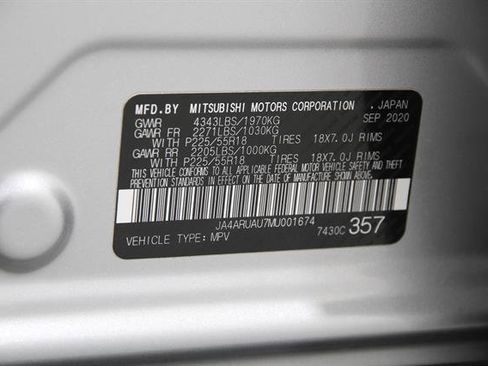 MFD.BY MITSUBISHI MOTORS CORPORATION . JAPAN
GVWR 4343LBS/1970KG SEP 2020
GAWR FR 2271LBS/1030KG
WITH P225/55R18 TIRES 18X7.0J RIMS
GAWR RR 2205LBS/1000KG
WITH P225/55R18 TIRES 18X7.0J RIMS
THIS VEHICLE CONFORMS TO ALL APPLICABLE FEDERAL MOTOR VEHICLE SAFETY AND THEFT
PREVENTION STANDARDS IN EFFECT ON THE DATE OF MANUFACTURE SHOWN ABOVE.
JA4ARUAU7MU001674
VEHICLE TYPE: MPV 7430C 357